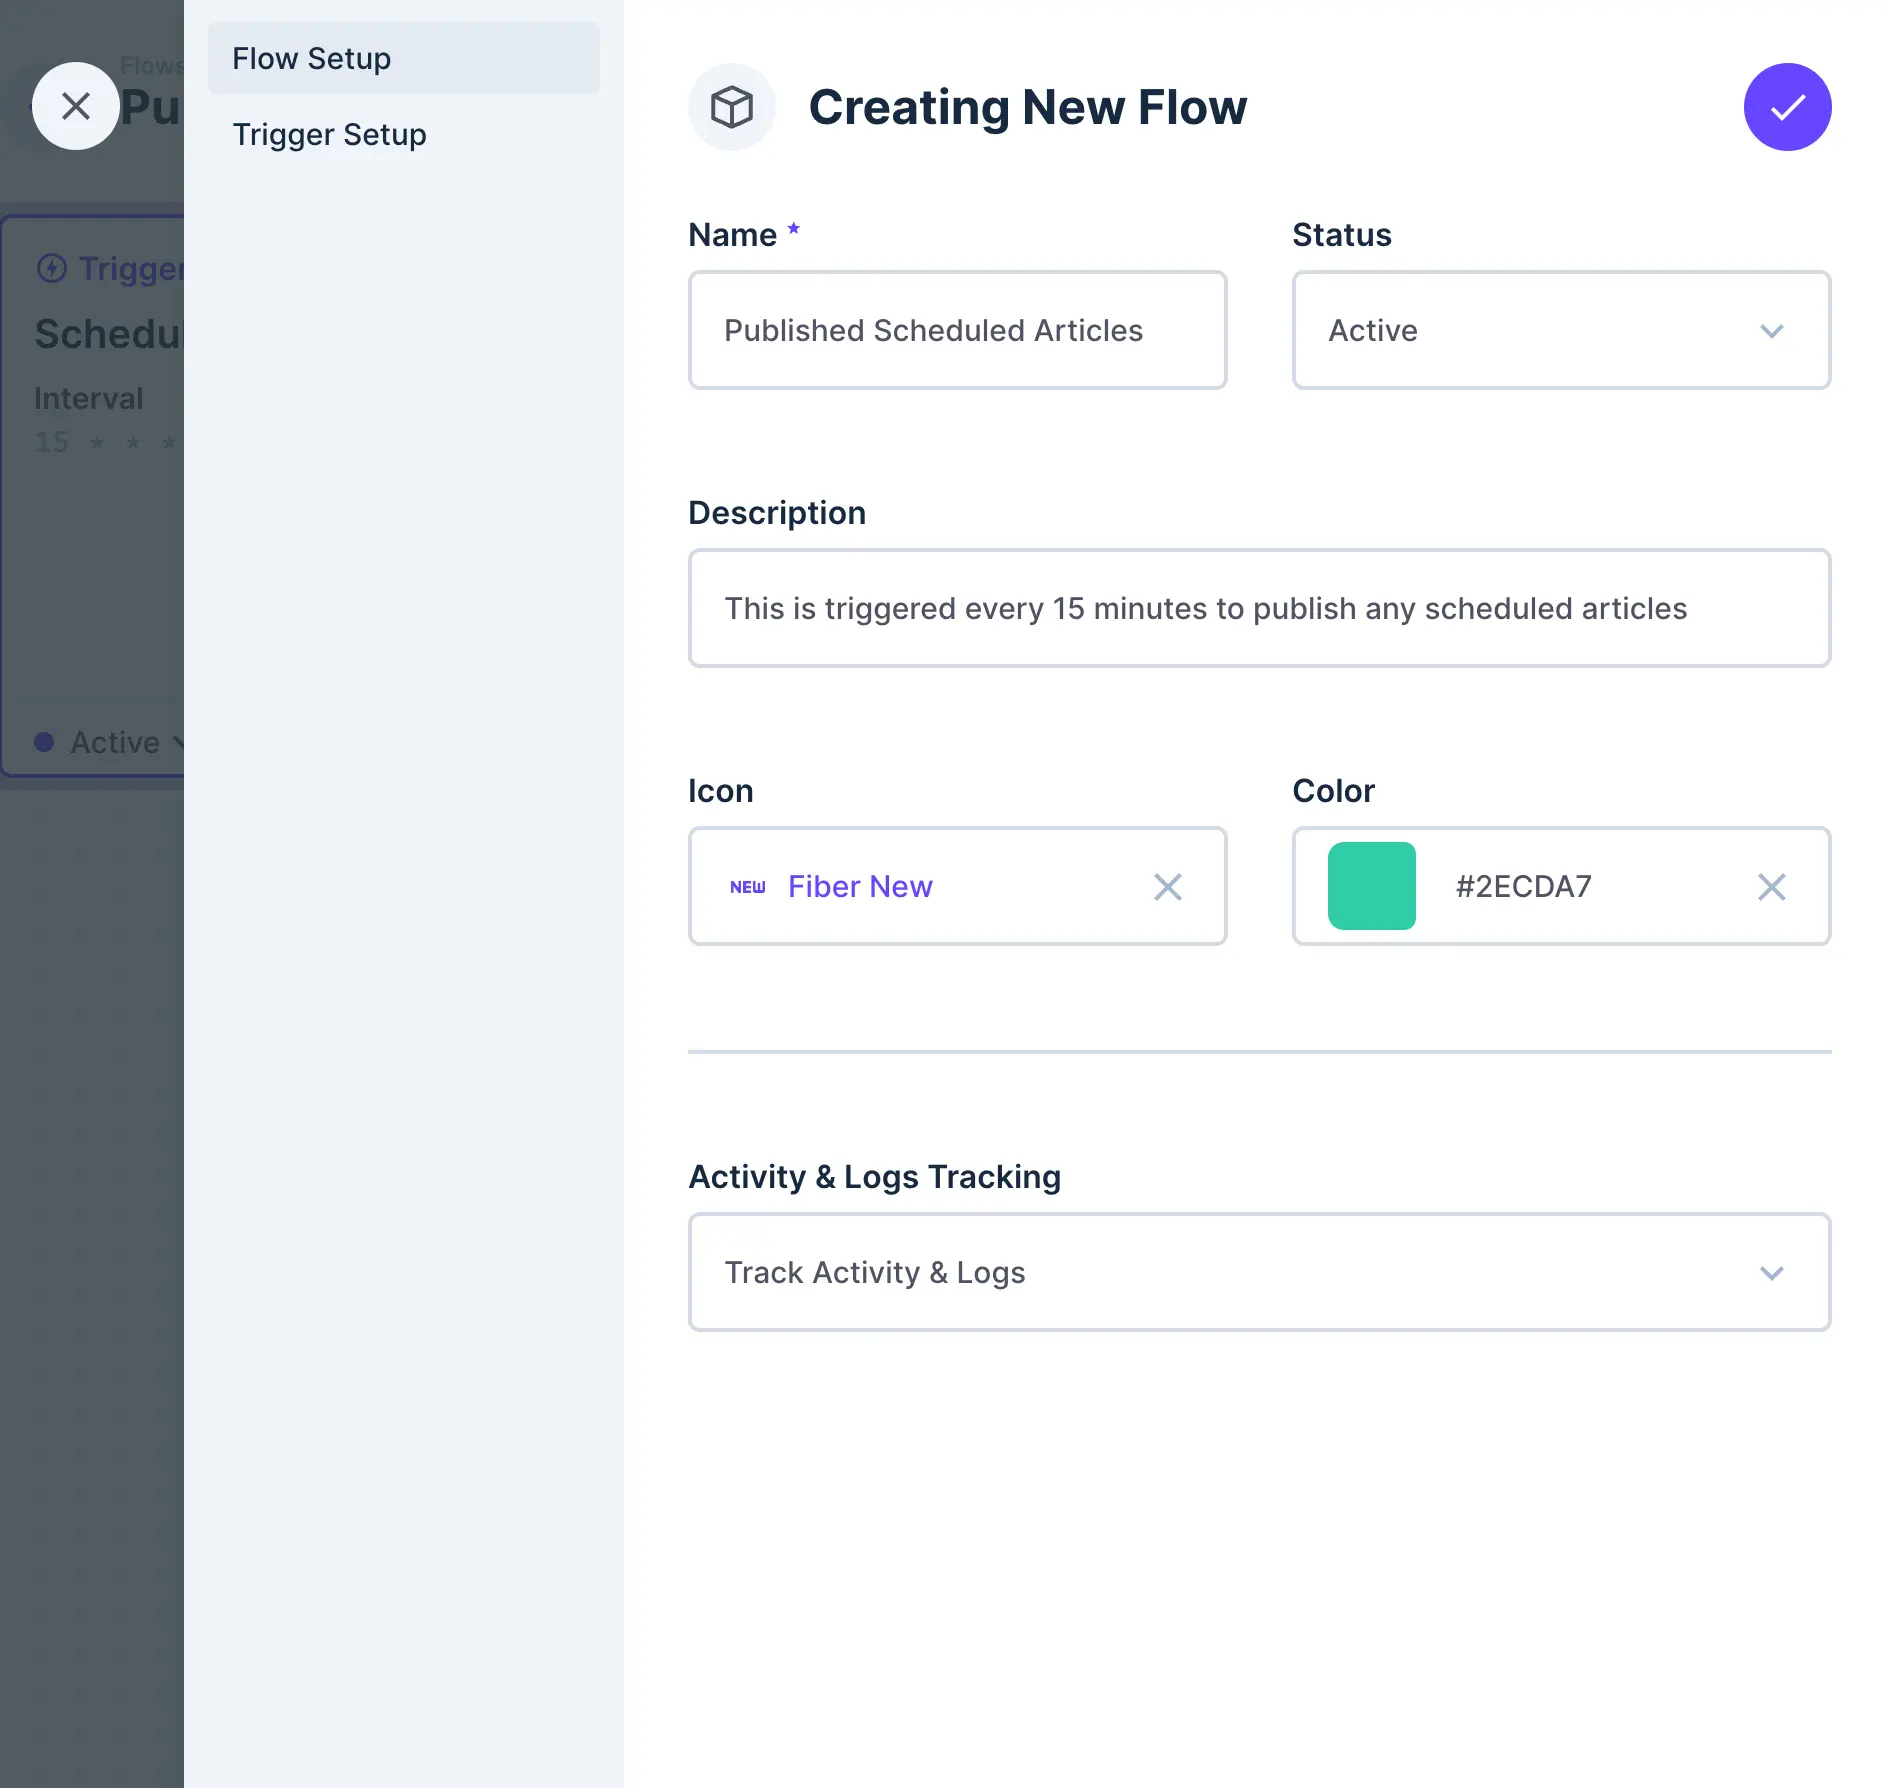 Flows
Pu
Trigger
Schedul
Interval
15 * * *
Active
Flow Setup
Trigger Setup
Creating New Flow
Name *
Published Scheduled Articles
Status
Active
Description
This is triggered every 15 minutes to publish any scheduled articles
Icon
NEW Fiber New
Color
#2ECDA7
Activity & Logs Tracking
Track Activity & Logs